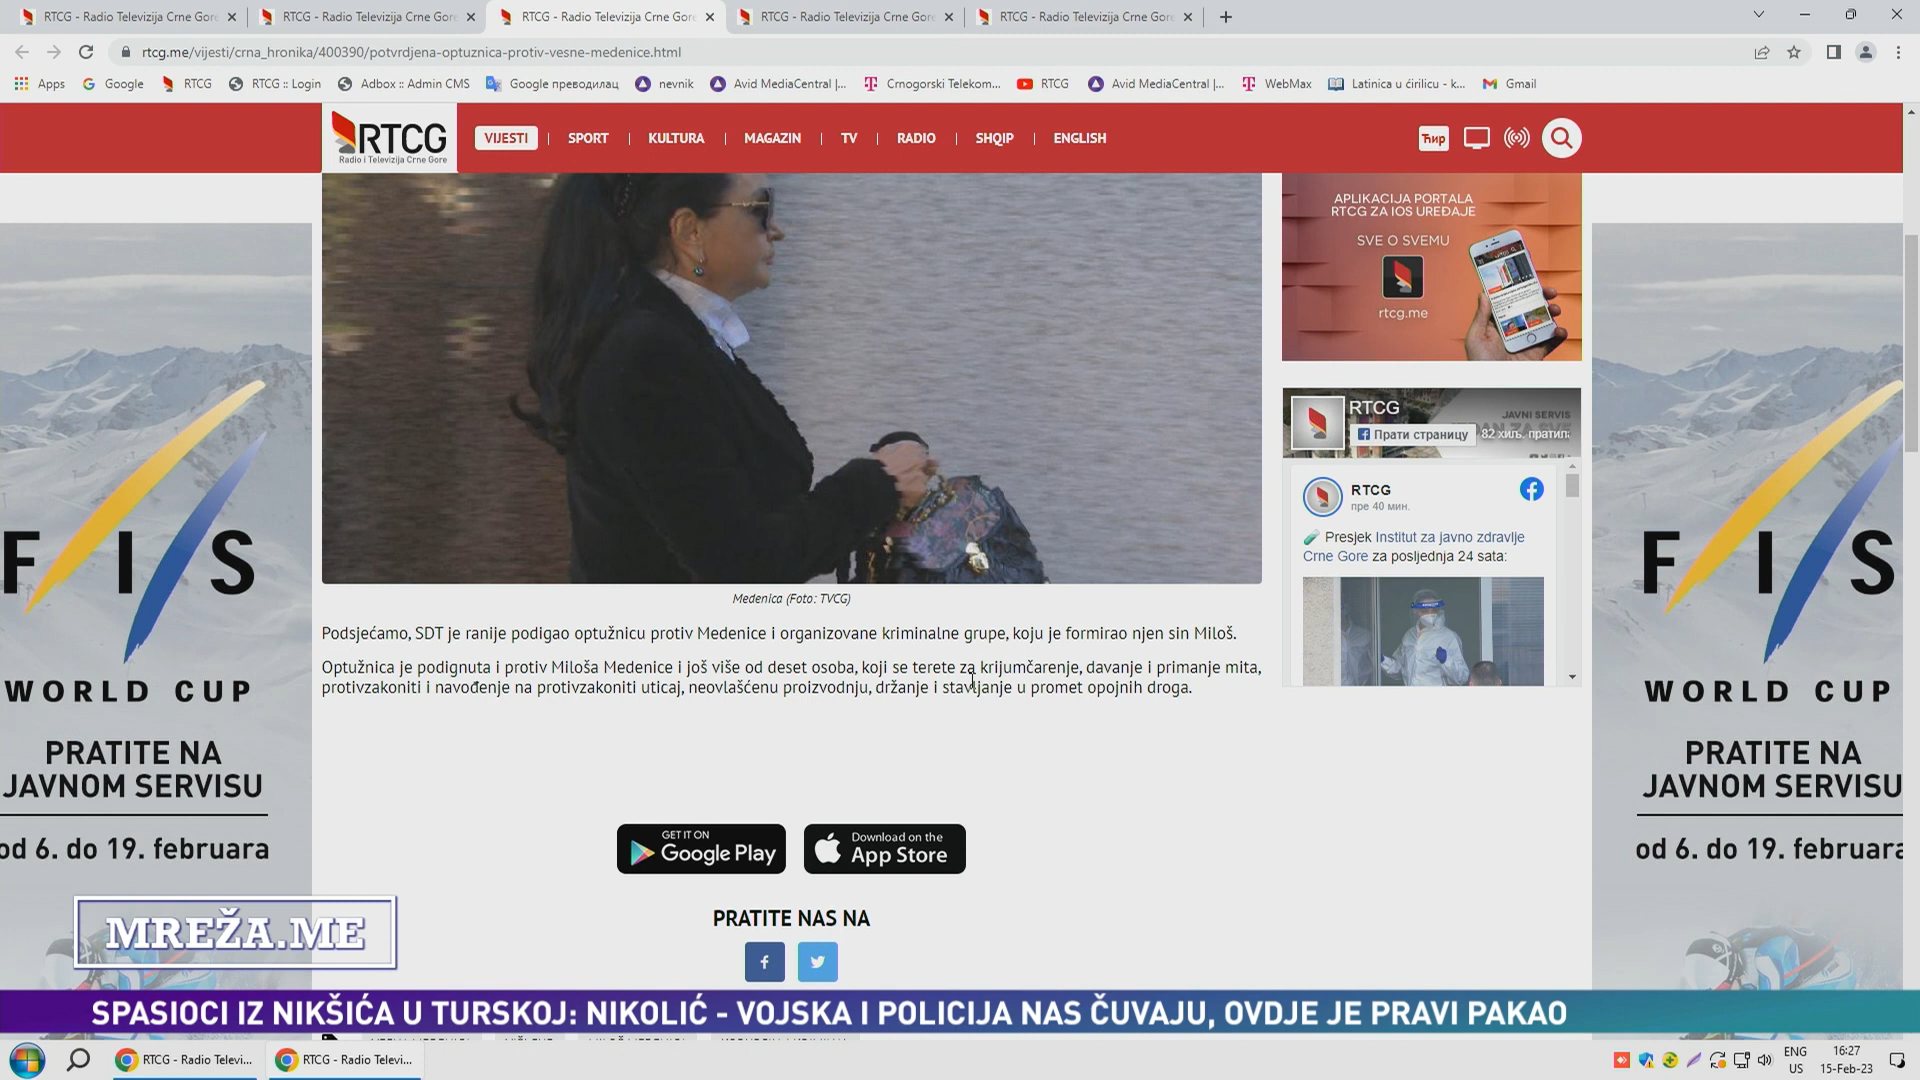 RTCG - Radio Televizija Crne Gore
RTCG - Radio Televizija Crne Gore
RTCG - Radio Televizija Crne Gore
RTCG - Radio Televizija Crne Gore
RTCG - Radio Televizija Crne Gore
rtcg.me/vijesti/crna_hronika/400390/potvrdjena-optuznica-protiv-vesne-medenice.html
Apps
Google
RTCG
RTCG :: Login
Adbox :: Admin CMS
Google преводилац
nevnik
Avid MediaCentral |...
Crnogorski Telekom...
RTCG
Avid MediaCentral |...
WebMax
Latinica u ćirilicu - k...
Gmail
RTCG
Radio i Televizija Crne Gore
VIJESTI | SPORT | KULTURA | MAGAZIN | TV | RADIO | SHQIP | ENGLISH
Ћир
APLIKACIJA PORTALA
RTCG ZA IOS UREĐAJE
SVE O SVEMU
rtcg.me
RTCG
JAVNI SERVIS
DAN ZA SVE
Прати страницу
82 хиљ. пратила
RTCG
пре 40 мин.
Presjek Institut za javno zdravlje
Crne Gore za posljednja 24 sata:
Medenica (Foto: TVCG)
Podsjećamo, SDT je ranije podigao optužnicu protiv Medenice i organizovane kriminalne grupe, koju je formirao njen sin Miloš.
Optužnica je podignuta i protiv Miloša Medenice i još više od deset osoba, koji se terete za krijumčarenje, davanje i primanje mita,
protivzakoniti i navođenje na protivzakoniti uticaj, neovlašćenu proizvodnju, držanje i stavljanje u promet opojnih droga.
GET IT ON
Google Play
Download on the
App Store
PRATITE NAS NA
FIS
WORLD CUP
PRATITE NA
JAVNOM SERVISU
od 6. do 19. februara
FIS
WORLD CUP
PRATITE NA
JAVNOM SERVISU
od 6. do 19. februara
MREŽA.ME
SPASIOCI IZ NIKŠIĆA U TURSKOJ: NIKOLIĆ - VOJSKA I POLICIJA NAS ČUVAJU, OVDJE JE PRAVI PAKAO
RTCG - Radio Televi...
RTCG - Radio Televi...
ENG
US
16:27
15-Feb-23